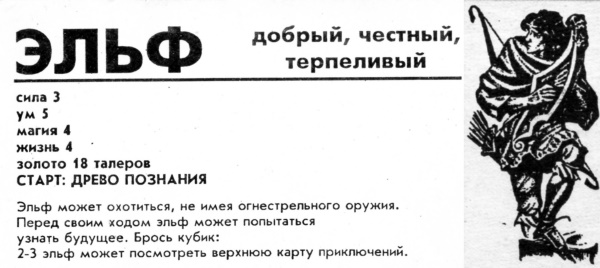 ЭЛЬФ
добрый, честный,
терпеливый
сила 3
ум 5
магия 4
жизнь 4
золото 18 талеров
СТАРТ: ДРЕВО ПОЗНАНИЯ
Эльф может охотиться, не имея огнестрельного оружия.
Перед своим ходом эльф может попытаться
узнать будущее. Брось кубик:
2-3 эльф может посмотреть верхнюю карту приключений.